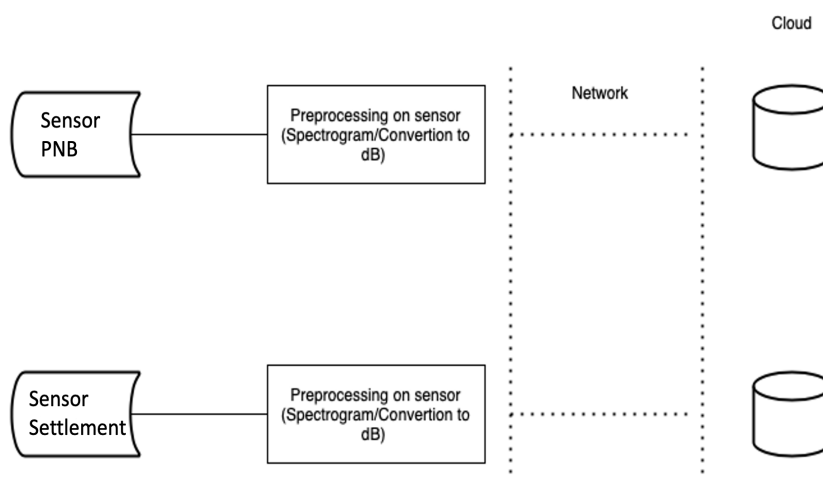 Cloud
Sensor
PNB
Preprocessing on sensor
(Spectrogram/Convertion to
dB)
Network
Sensor
Settlement
Preprocessing on sensor
(Spectrogram/Convertion to
dB)